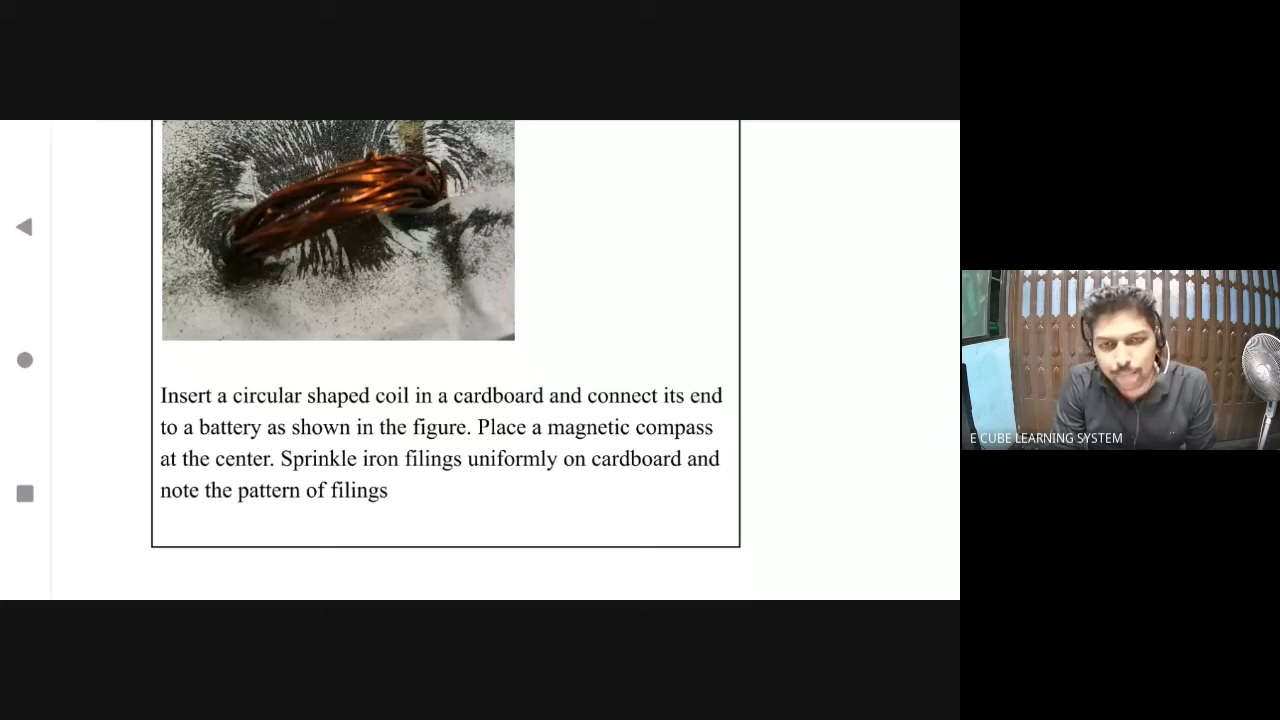 Insert a circular shaped coil in a cardboard and connect its end
to a battery as shown in the figure. Place a magnetic compass
at the center. Sprinkle iron filings uniformly on cardboard and
note the pattern of filings
E CUBE LEARNING SYSTEM